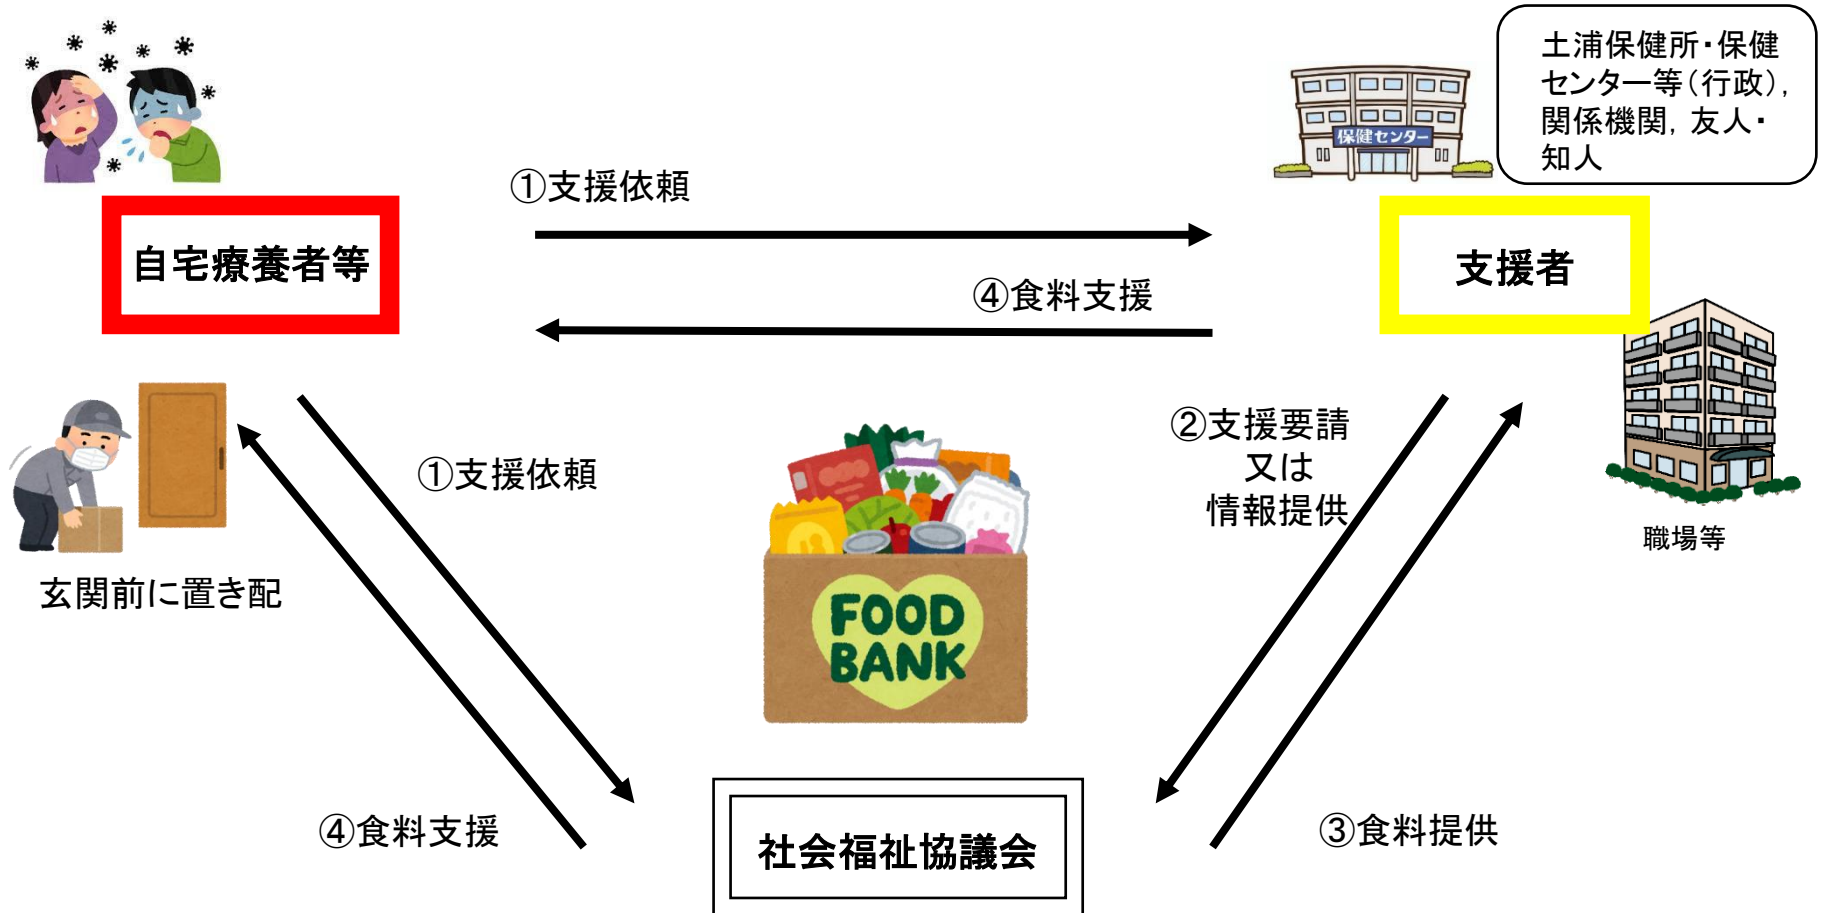 土浦保健所・保健
センター等（行政），
関係機関，友人・
知人
保健センター
①支援依頼
自宅療養者等
支援者
④食料支援
②支援要請
又は
情報提供
①支援依頼
職場等
玄関前に置き配
FOOD
BANK
④食料支援
③食料提供
社会福祉協議会